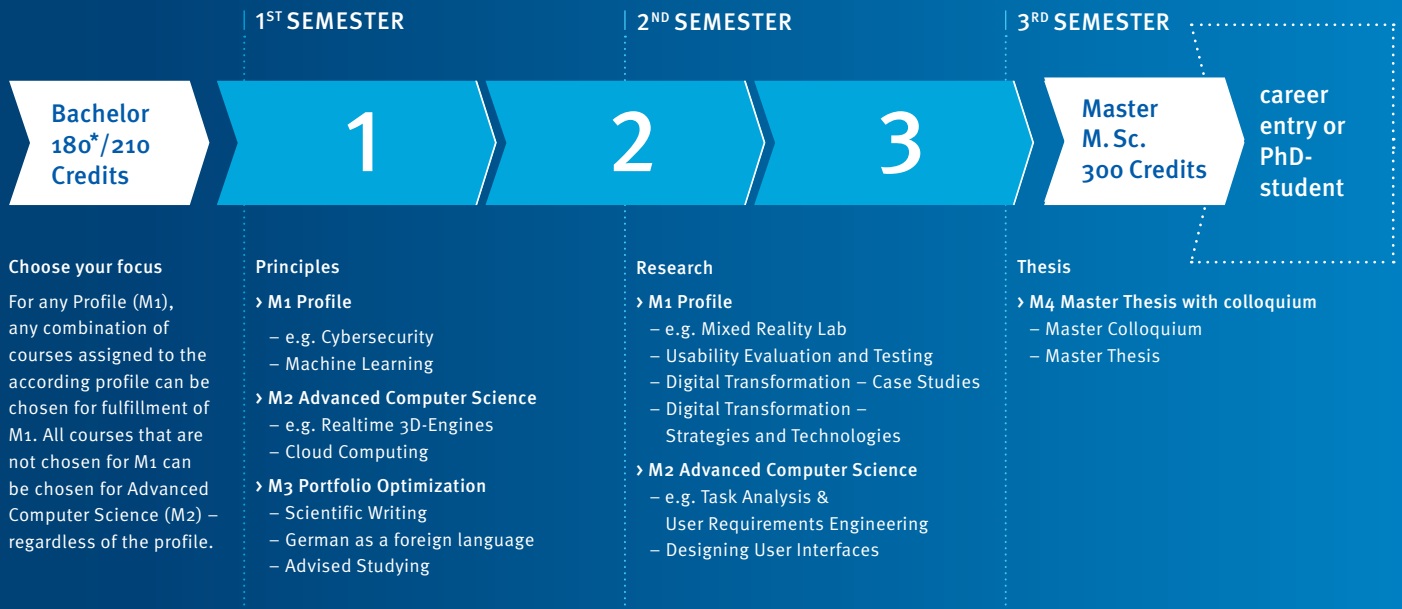 1ST SEMESTER
2ND SEMESTER
3RD SEMESTER
Bachelor
180*/210
Credits
1
2
3
Master
M. Sc.
300 Credits
career
entry or
PhD-
student
Choose your focus
For any Profile (M1),
any combination of
courses assigned to the
according profile can be
chosen for fulfillment of
M1. All courses that are
not chosen for M1 can
be chosen for Advanced
Computer Science (M2) –
regardless of the profile.
Principles
› M1 Profile
– e.g. Cybersecurity
– Machine Learning
› M2 Advanced Computer Science
– e.g. Realtime 3D-Engines
– Cloud Computing
› M3 Portfolio Optimization
– Scientific Writing
– German as a foreign language
– Advised Studying
Research
› M1 Profile
– e.g. Mixed Reality Lab
– Usability Evaluation and Testing
– Digital Transformation – Case Studies
– Digital Transformation –
Strategies and Technologies
› M2 Advanced Computer Science
– e.g. Task Analysis &
User Requirements Engineering
– Designing User Interfaces
Thesis
› M4 Master Thesis with colloquium
– Master Colloquium
– Master Thesis